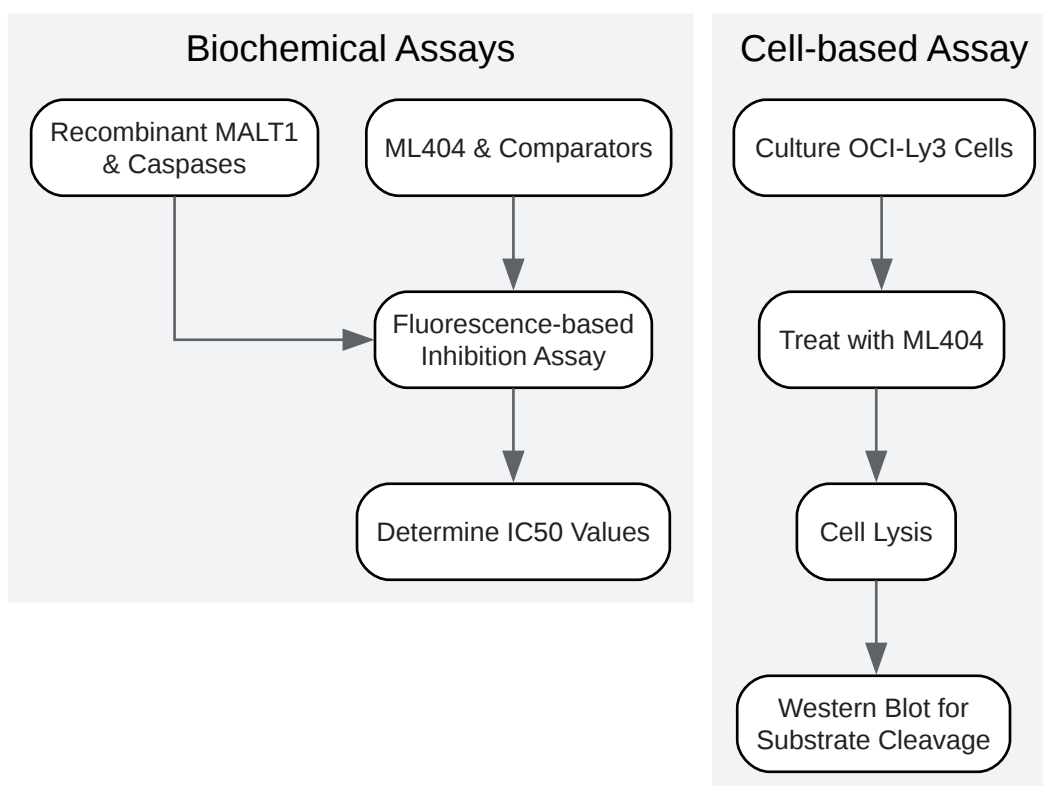 Biochemical Assays
Recombinant MALT1
& Caspases
ML404 & Comparators
Fluorescence-based
Inhibition Assay
Determine IC50 Values
Cell-based Assay
Culture OCI-Ly3 Cells
Treat with ML404
Cell Lysis
Western Blot for
Substrate Cleavage